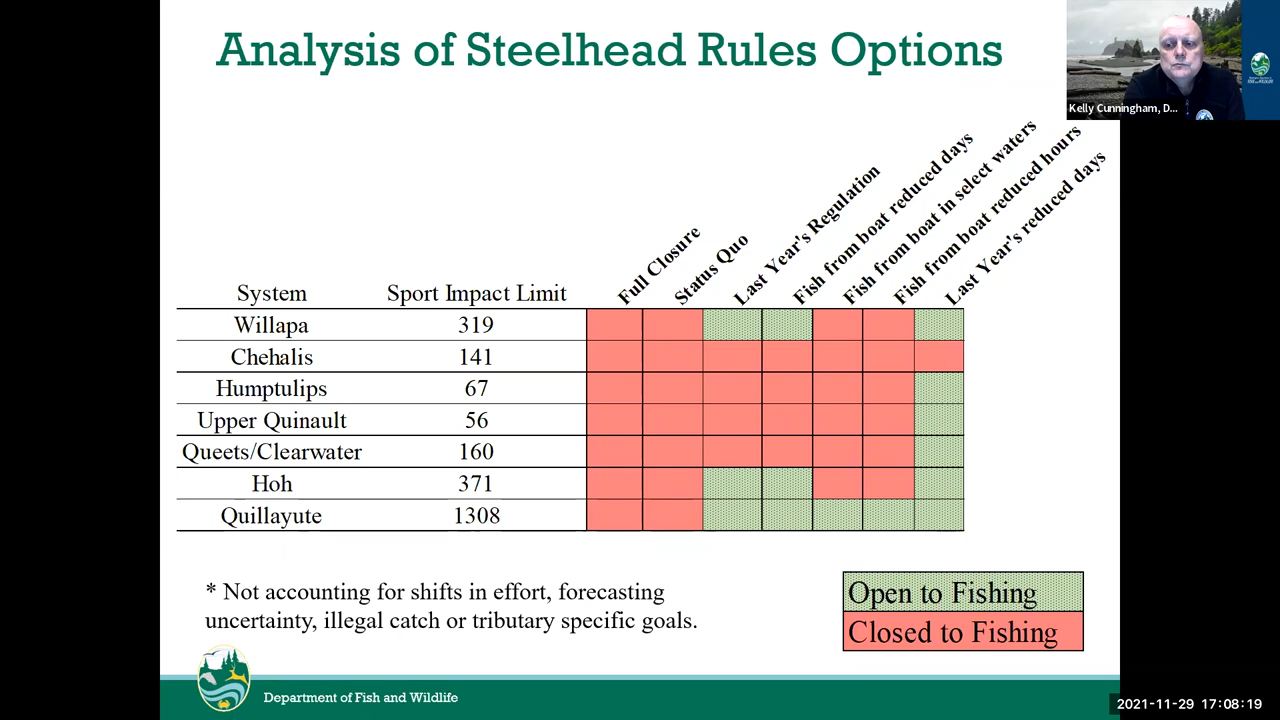 Analysis of Steelhead Rules Options
Kelly Cunningham, D...
System Sport Impact Limit Full Closure Status Quo Last Year's Regulation Fish from boat reduced days Fish from boat in select waters Fish from boat reduced hours Last Year's reduced days
Willapa 319
Chehalis 141
Humptulips 67
Upper Quinault 56
Queets/Clearwater 160
Hoh 371
Quillayute 1308
* Not accounting for shifts in effort, forecasting
uncertainty, illegal catch or tributary specific goals.
Open to Fishing
Closed to Fishing
Department of Fish and Wildlife
2021-11-29 17:08:19